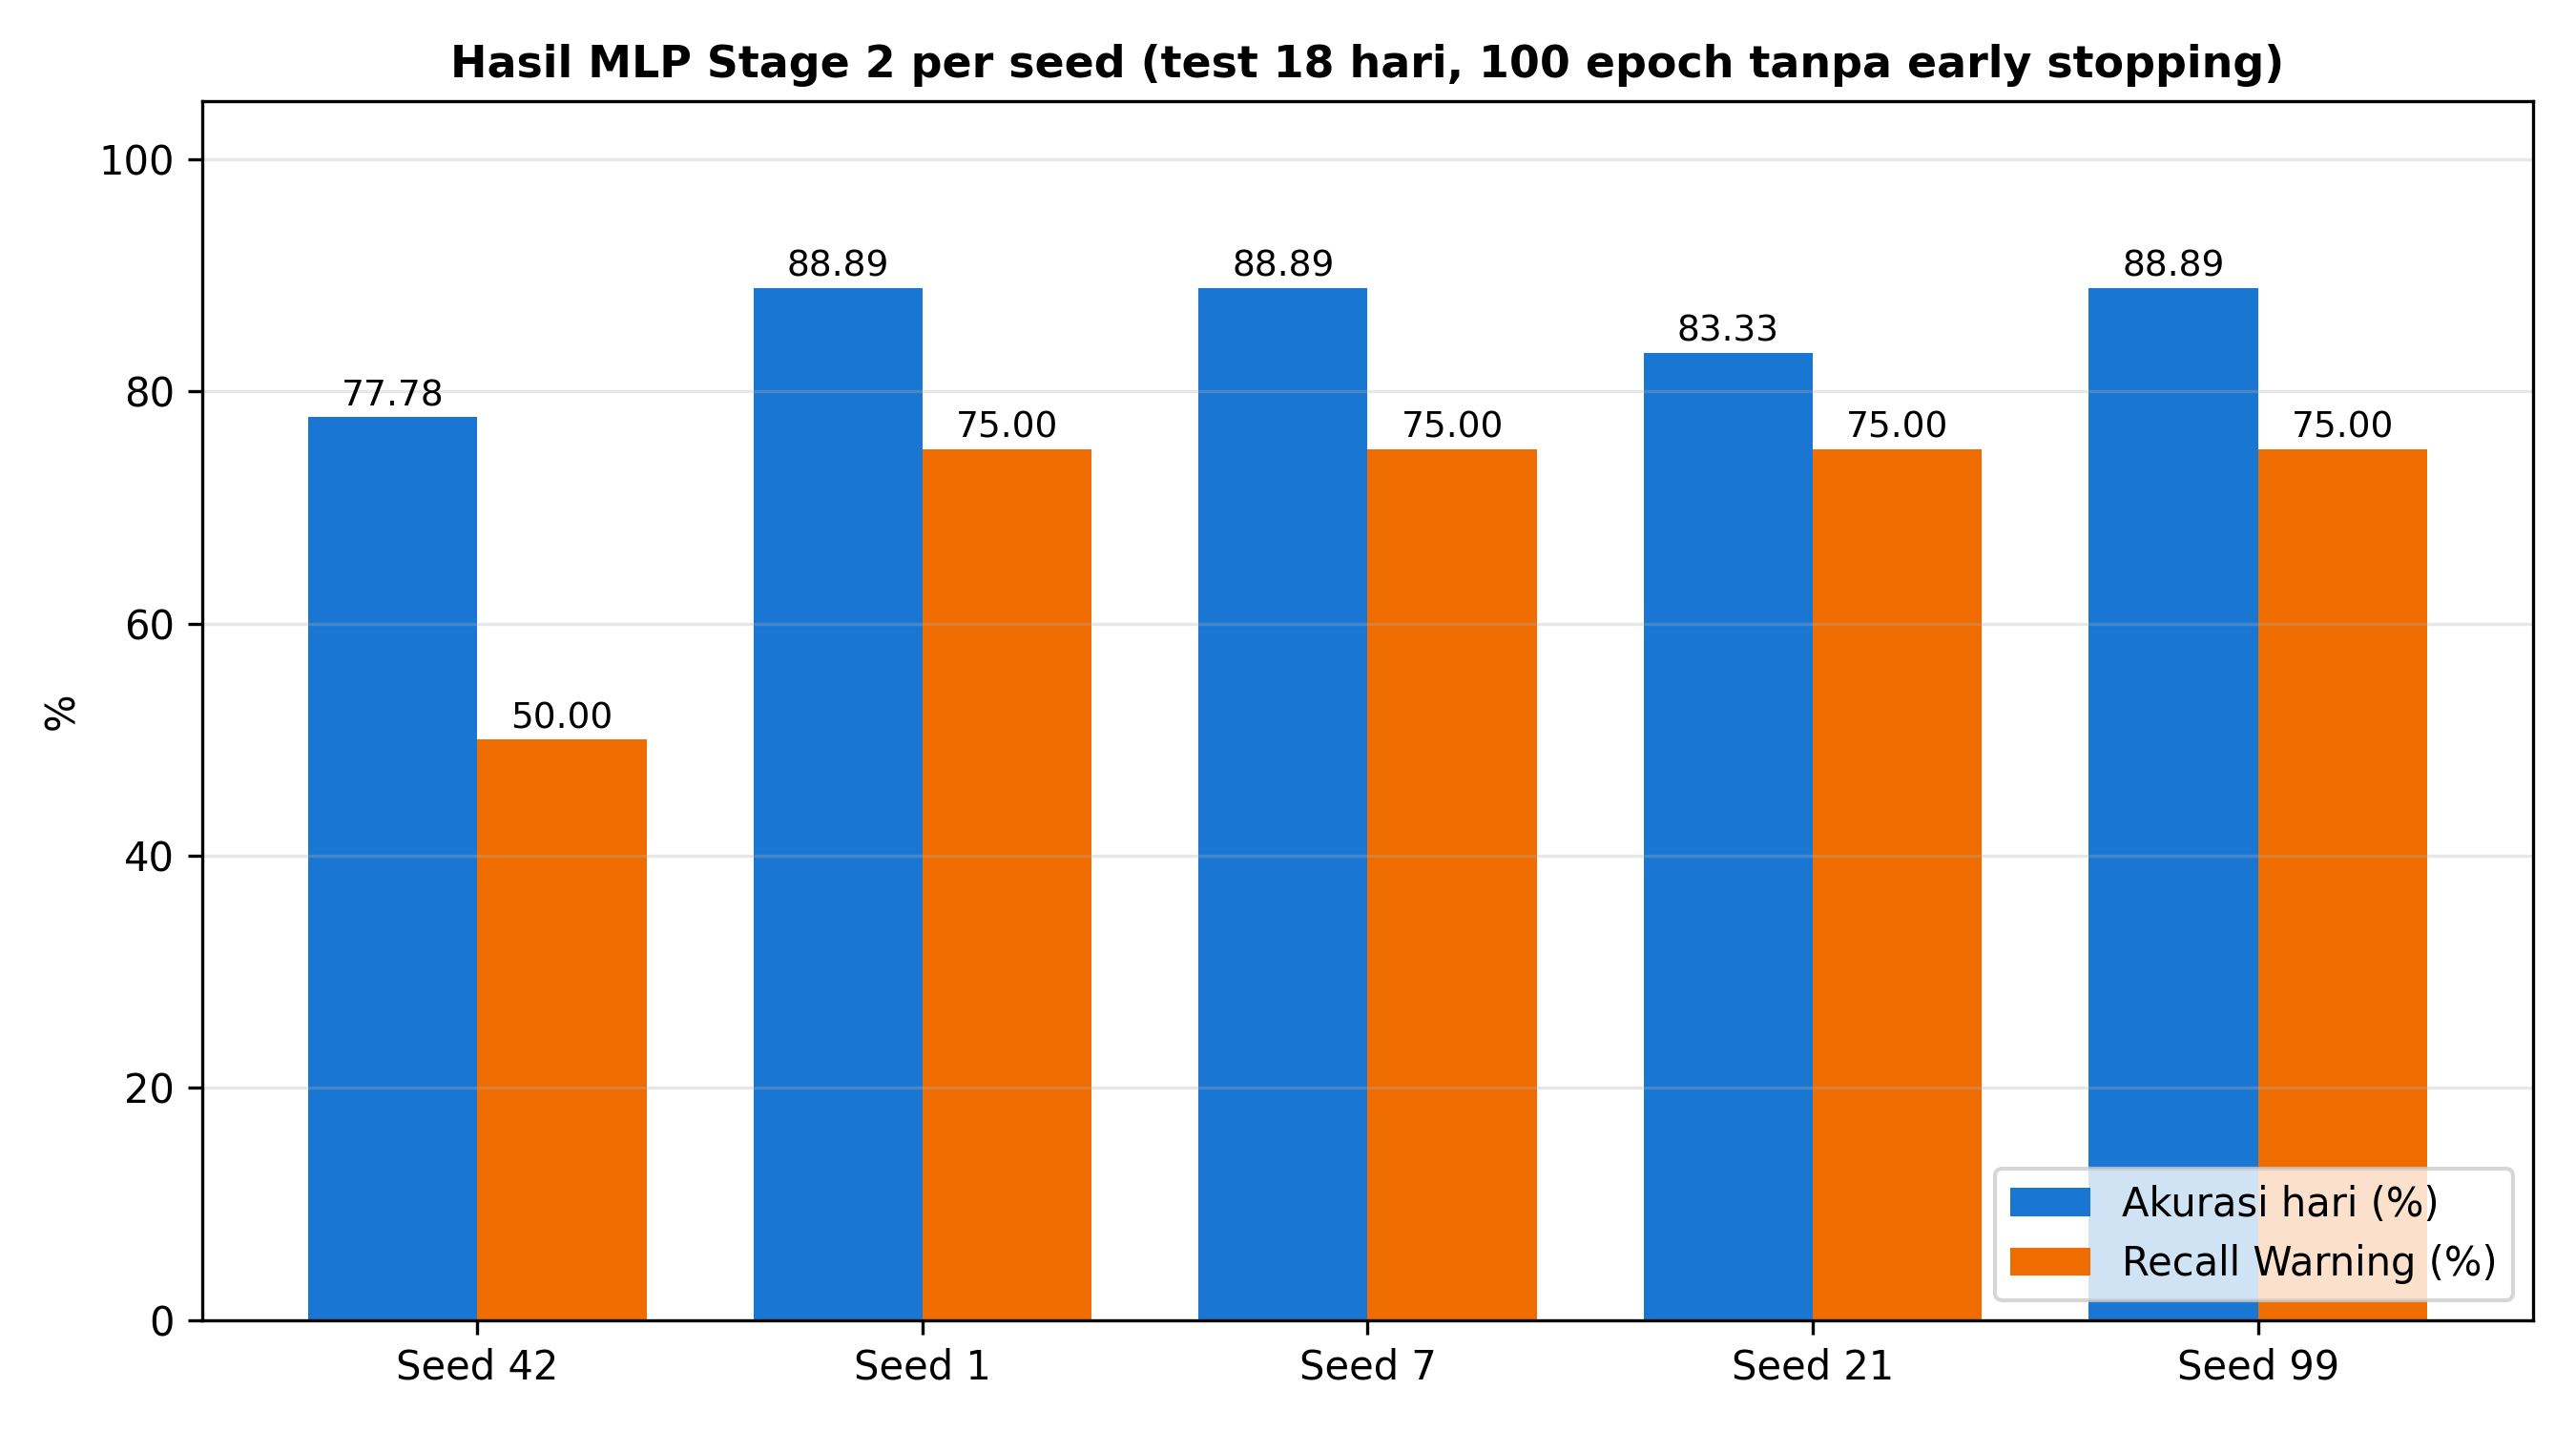 Hasil MLP Stage 2 per seed (test 18 hari, 100 epoch tanpa early stopping)
%
100
80
60
40
20
0
77.78
50.00
88.89
75.00
88.89
75.00
83.33
75.00
88.89
75.00
Seed 42
Seed 1
Seed 7
Seed 21
Seed 99
Akurasi hari (%)
Recall Warning (%)